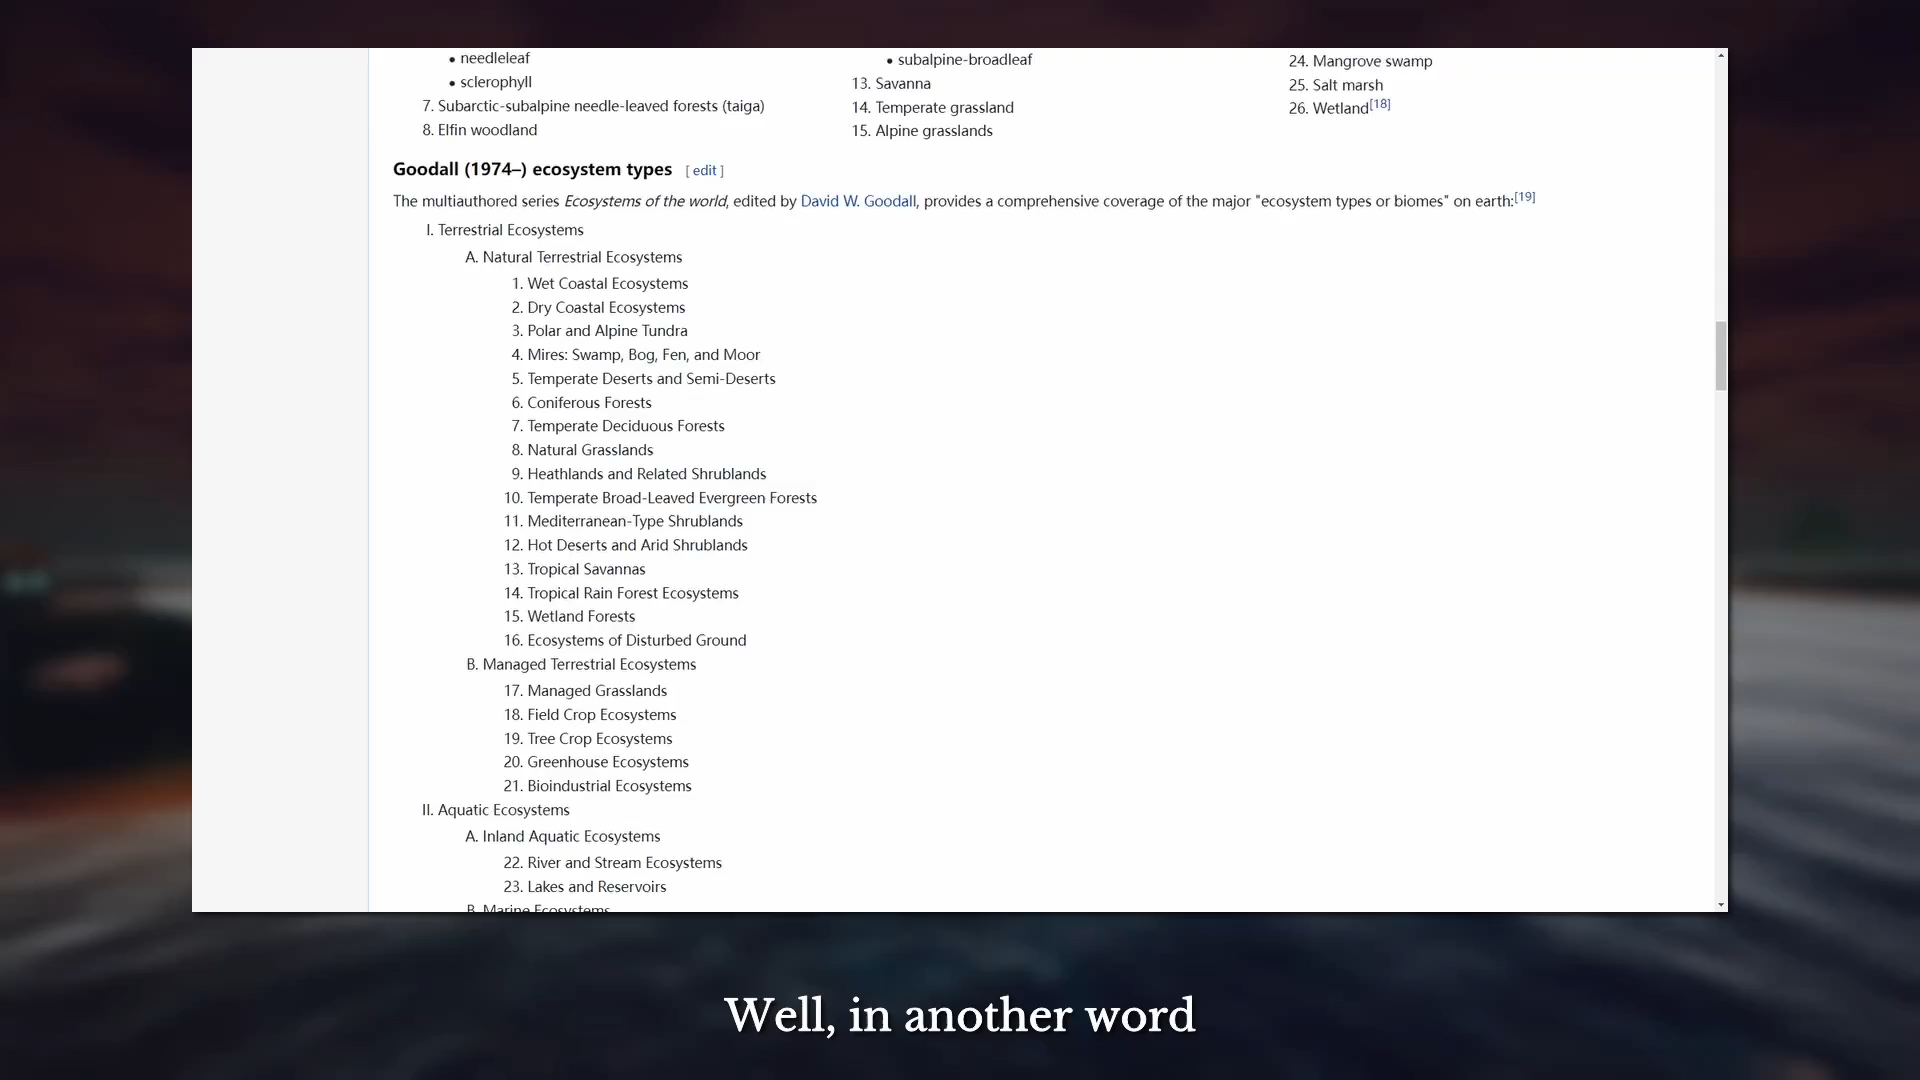 • needleleaf
• sclerophyll
7. Subarctic-subalpine needle-leaved forests (taiga)
8. Elfin woodland
• subalpine-broadleaf
13. Savanna
14. Temperate grassland
15. Alpine grasslands
24. Mangrove swamp
25. Salt marsh
26. Wetland[18]
Goodall (1974–) ecosystem types [ edit ]
The multiauthored series Ecosystems of the world, edited by David W. Goodall, provides a comprehensive coverage of the major "ecosystem types or biomes" on earth:[19]
I. Terrestrial Ecosystems
A. Natural Terrestrial Ecosystems
1. Wet Coastal Ecosystems
2. Dry Coastal Ecosystems
3. Polar and Alpine Tundra
4. Mires: Swamp, Bog, Fen, and Moor
5. Temperate Deserts and Semi-Deserts
6. Coniferous Forests
7. Temperate Deciduous Forests
8. Natural Grasslands
9. Heathlands and Related Shrublands
10. Temperate Broad-Leaved Evergreen Forests
11. Mediterranean-Type Shrublands
12. Hot Deserts and Arid Shrublands
13. Tropical Savannas
14. Tropical Rain Forest Ecosystems
15. Wetland Forests
16. Ecosystems of Disturbed Ground
B. Managed Terrestrial Ecosystems
17. Managed Grasslands
18. Field Crop Ecosystems
19. Tree Crop Ecosystems
20. Greenhouse Ecosystems
21. Bioindustrial Ecosystems
II. Aquatic Ecosystems
A. Inland Aquatic Ecosystems
22. River and Stream Ecosystems
23. Lakes and Reservoirs
B. Marine Ecosystems
Well, in another word